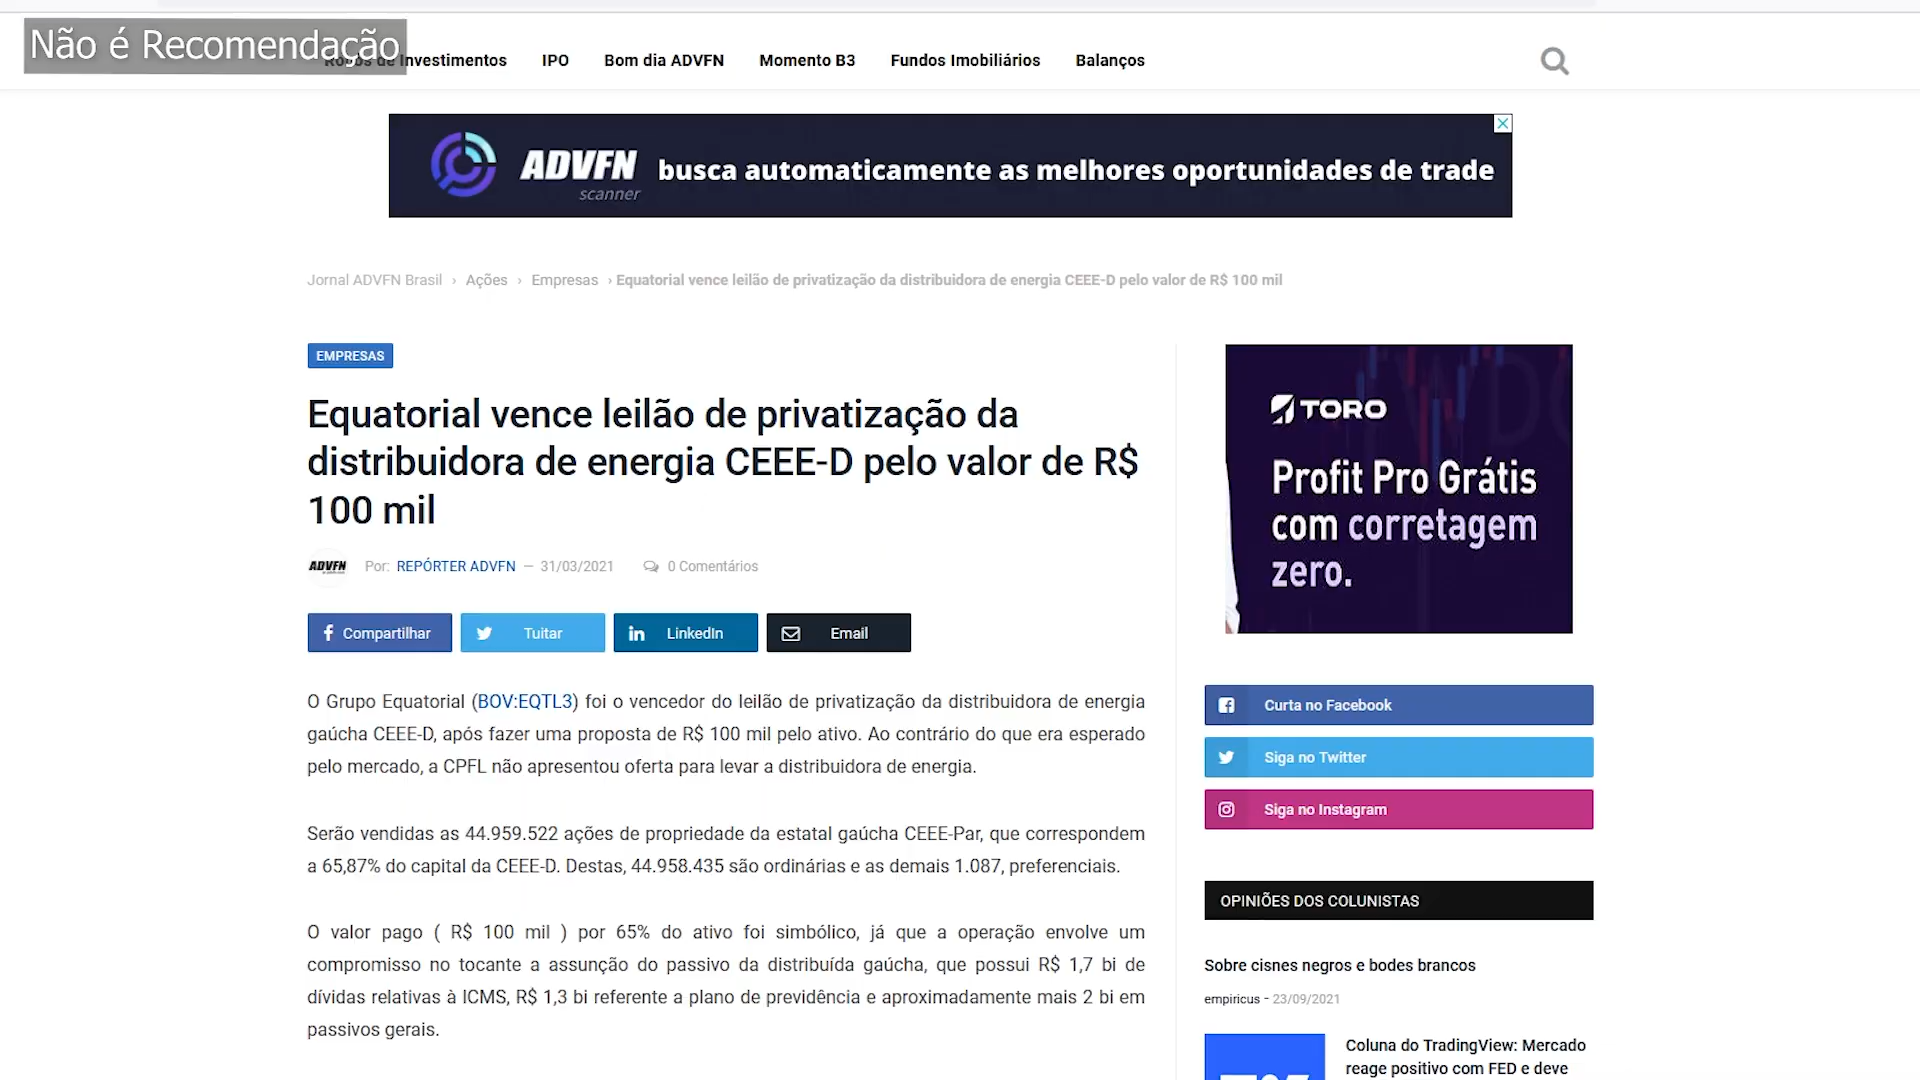 Não é Recomendação
Investimentos
IPO
Bom dia ADVFN
Momento B3
Fundos Imobiliários
Balanços
ADVFN
scanner
busca automaticamente as melhores oportunidades de trade
Jornal ADVFN Brasil › Ações › Empresas › Equatorial vence leilão de privatização da distribuidora de energia CEEE-D pelo valor de R$ 100 mil
EMPRESAS
Equatorial vence leilão de privatização da
distribuidora de energia CEEE-D pelo valor de R$
100 mil
ADVFN
Por: REPÓRTER ADVFN — 31/03/2021
0 Comentários
Compartilhar
Tuitar
LinkedIn
Email
O Grupo Equatorial (BOV:EQTL3) foi o vencedor do leilão de privatização da distribuidora de energia
gaúcha CEEE-D, após fazer uma proposta de R$ 100 mil pelo ativo. Ao contrário do que era esperado
pelo mercado, a CPFL não apresentou oferta para levar a distribuidora de energia.
Serão vendidas as 44.959.522 ações de propriedade da estatal gaúcha CEEE-Par, que correspondem
a 65,87% do capital da CEEE-D. Destas, 44.958.435 são ordinárias e as demais 1.087, preferenciais.
O valor pago ( R$ 100 mil ) por 65% do ativo foi simbólico, já que a operação envolve um
compromisso no tocante a assunção do passivo da distribuída gaúcha, que possui R$ 1,7 bi de
dívidas relativas à ICMS, R$ 1,3 bi referente a plano de previdência e aproximadamente mais 2 bi em
passivos gerais.
TORO
Profit Pro Grátis
com corretagem
zero.
Curta no Facebook
Siga no Twitter
Siga no Instagram
OPINIÕES DOS COLUNISTAS
Sobre cisnes negros e bodes brancos
empiricus - 23/09/2021
Coluna do TradingView: Mercado
reage positivo com FED e deve